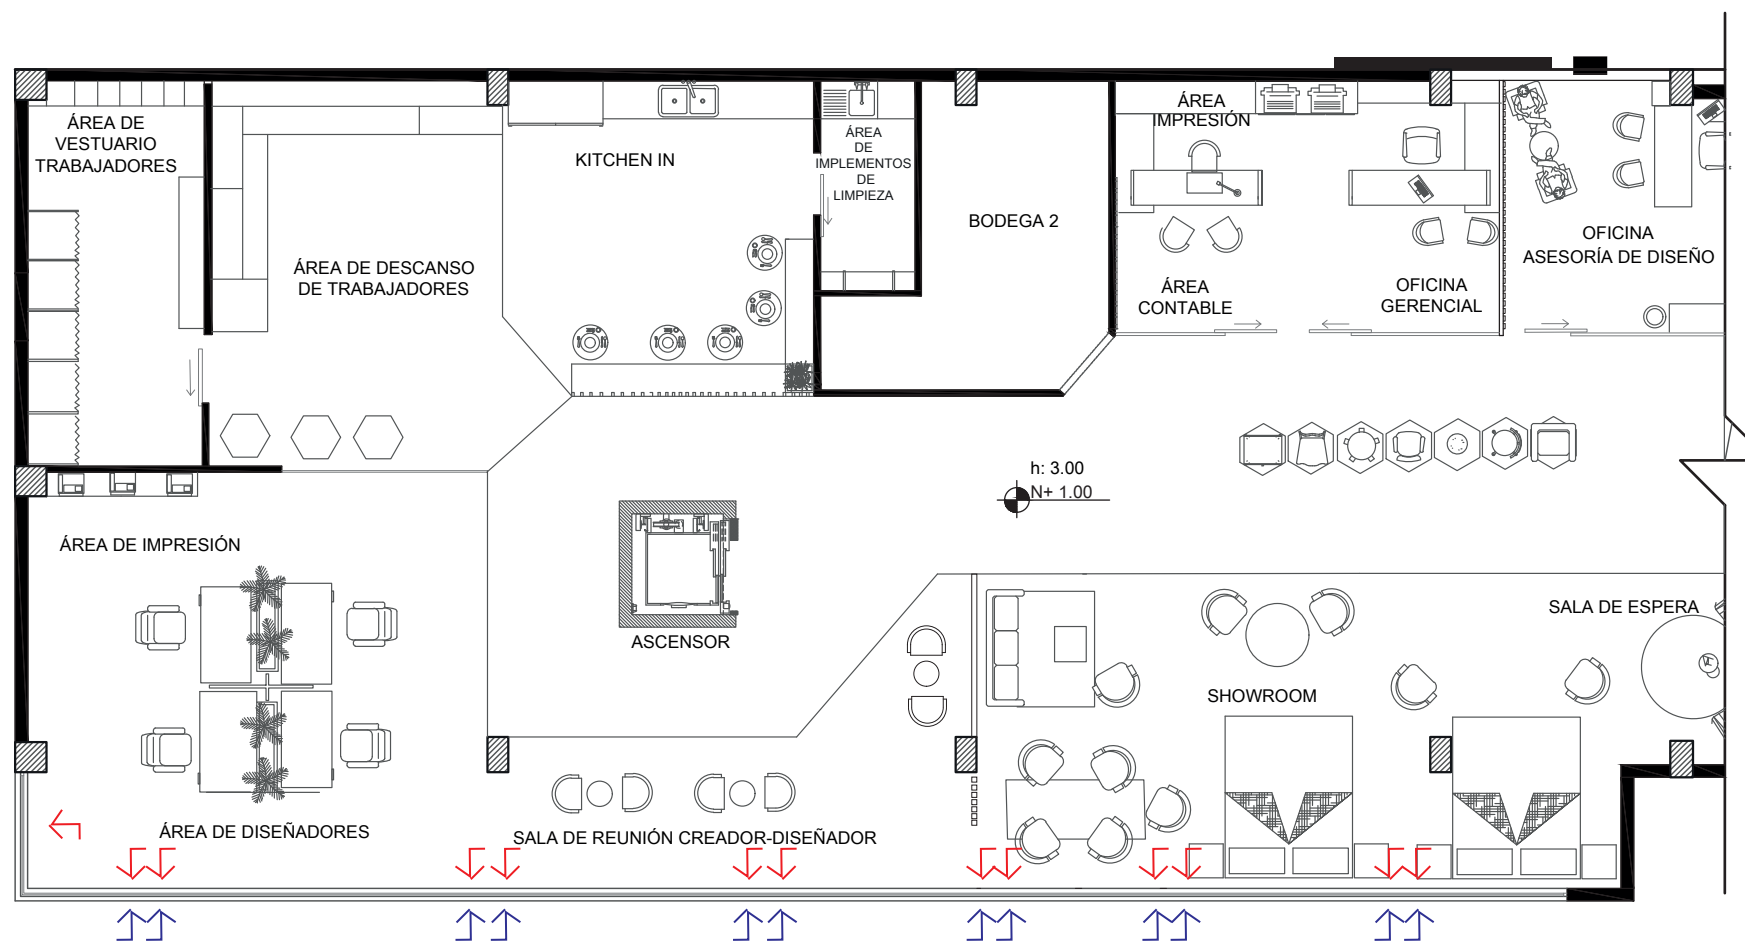 ÁREA DE
VESTUARIO
TRABAJADORES
ÁREA DE DESCANSO
DE TRABAJADORES
KITCHEN IN
ÁREA
DE
IMPLEMENTOS
DE
LIMPIEZA
BODEGA 2
ÁREA
IMPRESIÓN
ÁREA
CONTABLE
OFICINA
GERENCIAL
OFICINA
ASESORÍA DE DISEÑO
h: 3.00
N+ 1.00
ÁREA DE IMPRESIÓN
ASCENSOR
SALA DE ESPERA
SHOWROOM
ÁREA DE DISEÑADORES
SALA DE REUNIÓN CREADOR-DISEÑADOR